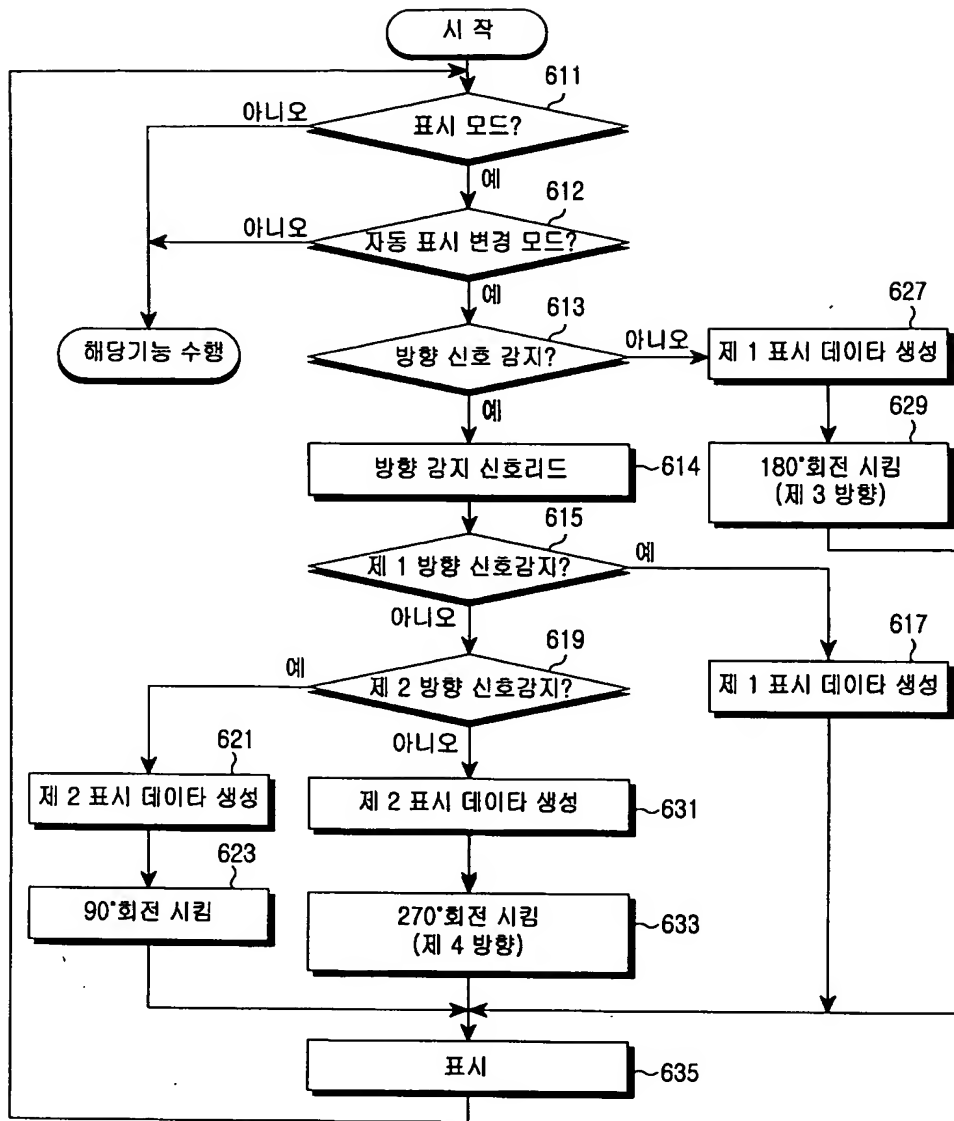 시 작
611
아니오
표시 모드?
예
612
아니오
자동 표시 변경 모드?
예
613
627
해당기능 수행
방향 신호 감지?
아니오
제 1 표시 데이타 생성
예
629
방향 감지 신호리드
614
180°회전 시킴
(제 3 방향)
615
제 1 방향 신호감지?
예
아니오
619
617
예
제 2 방향 신호감지?
제 1 표시 데이타 생성
아니오
621
제 2 표시 데이타 생성
제 2 표시 데이타 생성
631
623
90°회전 시킴
270°회전 시킴
(제 4 방향)
633
표시
635